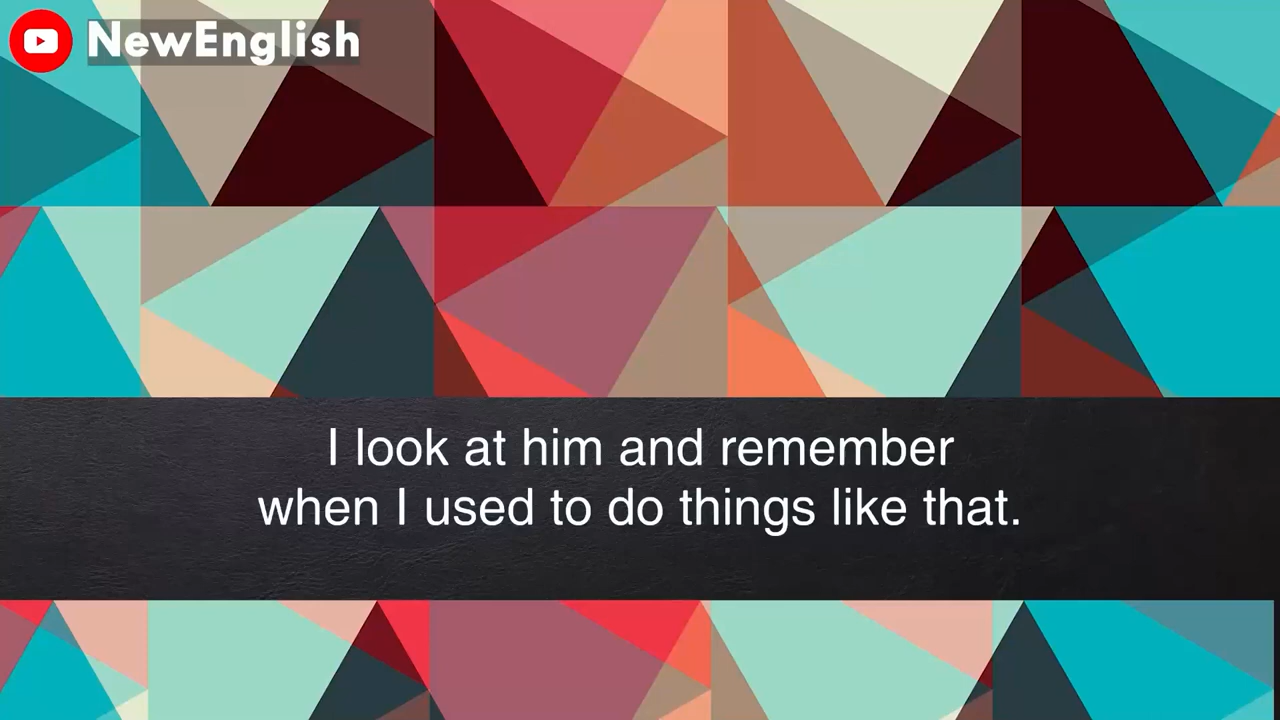 NewEnglish
I look at him and remember
when I used to do things like that.